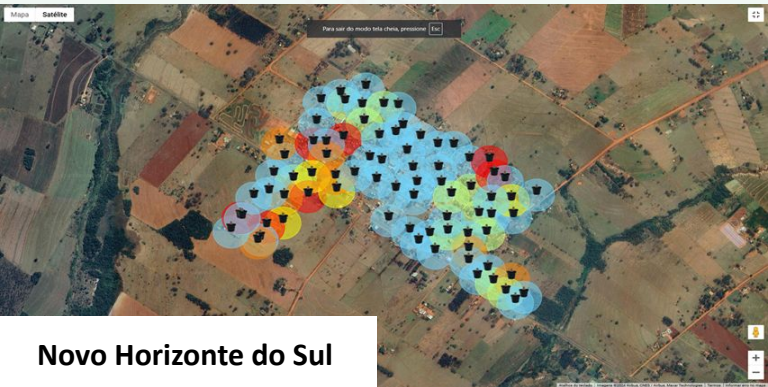 Mapa Satélite
Para sair do modo tela cheia, pressione Esc
Novo Horizonte do Sul